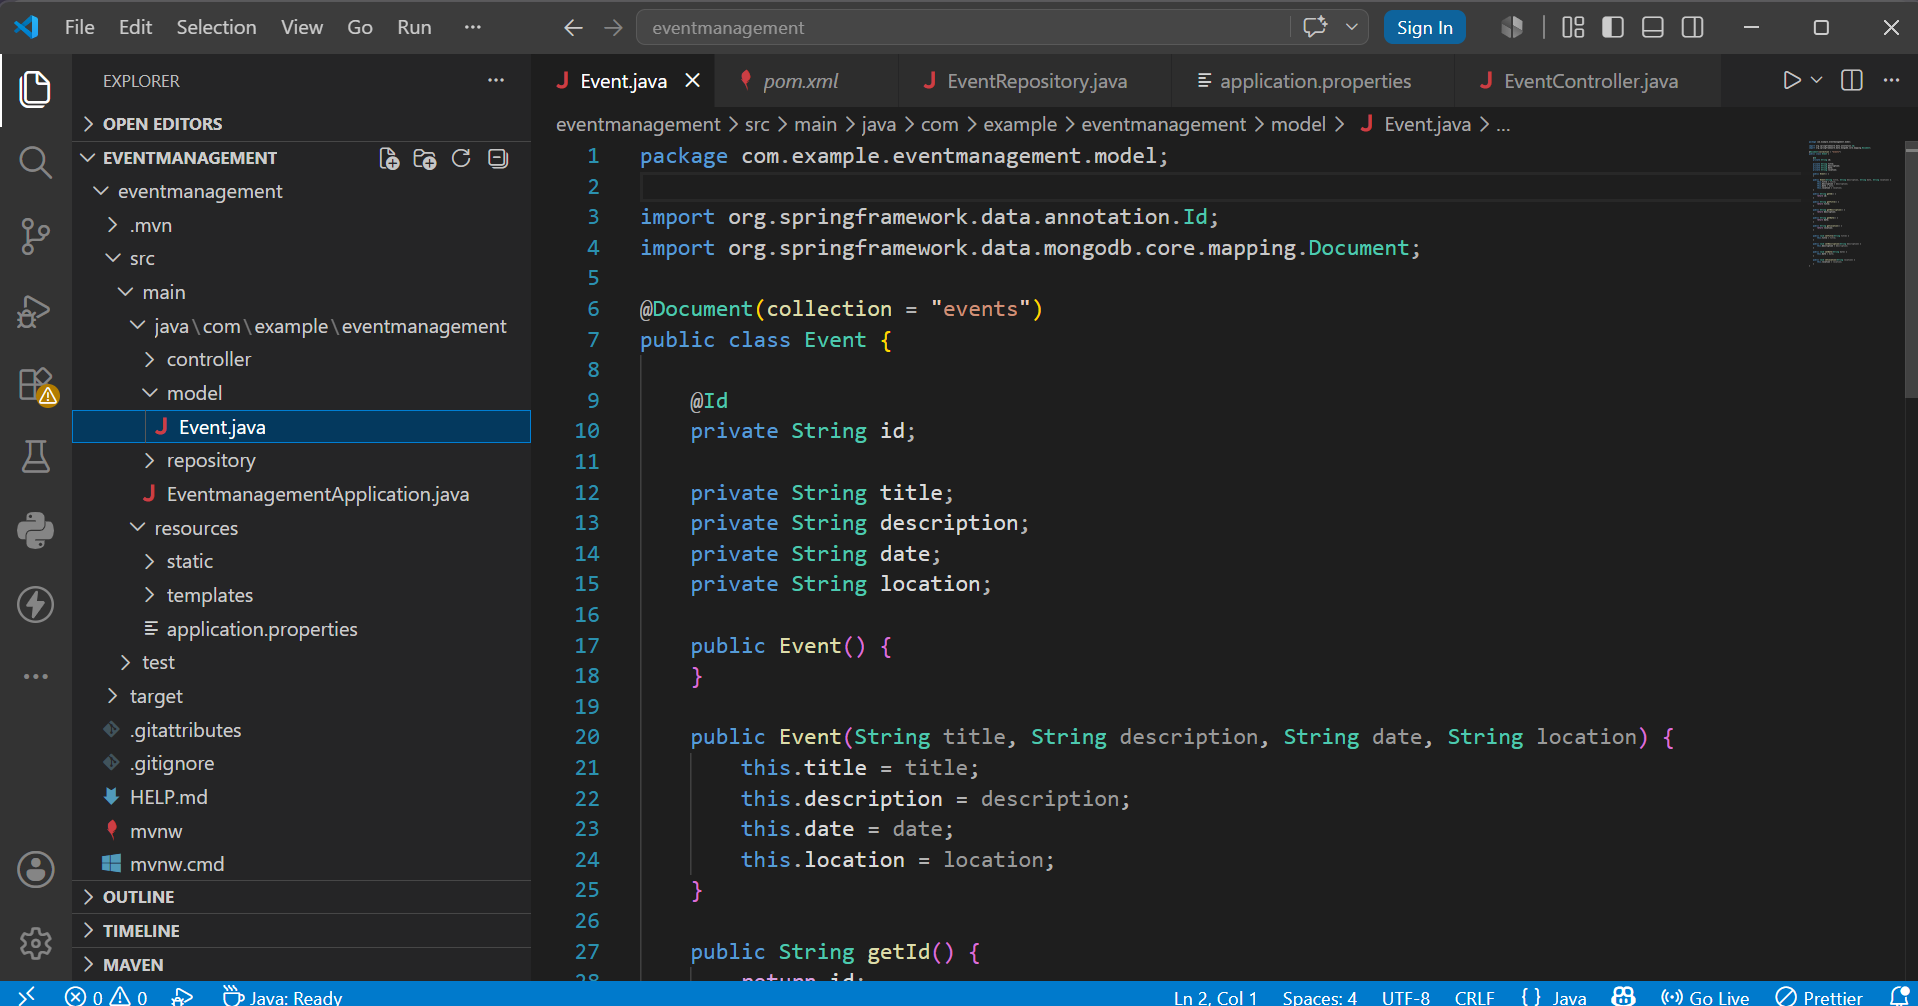 File Edit Selection View Go Run ··· eventmanagement Sign In
EXPLORER ···
OPEN EDITORS
EVENTMANAGEMENT
eventmanagement
.mvn
src
main
java\com\example\eventmanagement
controller
model
Event.java
repository
EventmanagementApplication.java
resources
static
templates
application.properties
test
target
.gitattributes
.gitignore
HELP.md
mvnw
mvnw.cmd
OUTLINE
TIMELINE
MAVEN
Event.java pom.xml EventRepository.java application.properties EventController.java
eventmanagement > src > main > java > com > example > eventmanagement > model > Event.java > ...
1 package com.example.eventmanagement.model;
2
3 import org.springframework.data.annotation.Id;
4 import org.springframework.data.mongodb.core.mapping.Document;
5
6 @Document(collection = "events")
7 public class Event {
8
9 @Id
10 private String id;
11
12 private String title;
13 private String description;
14 private String date;
15 private String location;
16
17 public Event() {
18 }
19
20 public Event(String title, String description, String date, String location) {
21 this.title = title;
22 this.description = description;
23 this.date = date;
24 this.location = location;
25 }
26
27 public String getId() {
28 return id;
0 0 Java: Ready Ln 2, Col 1 Spaces: 4 UTF-8 CRLF {} Java Go Live Prettier